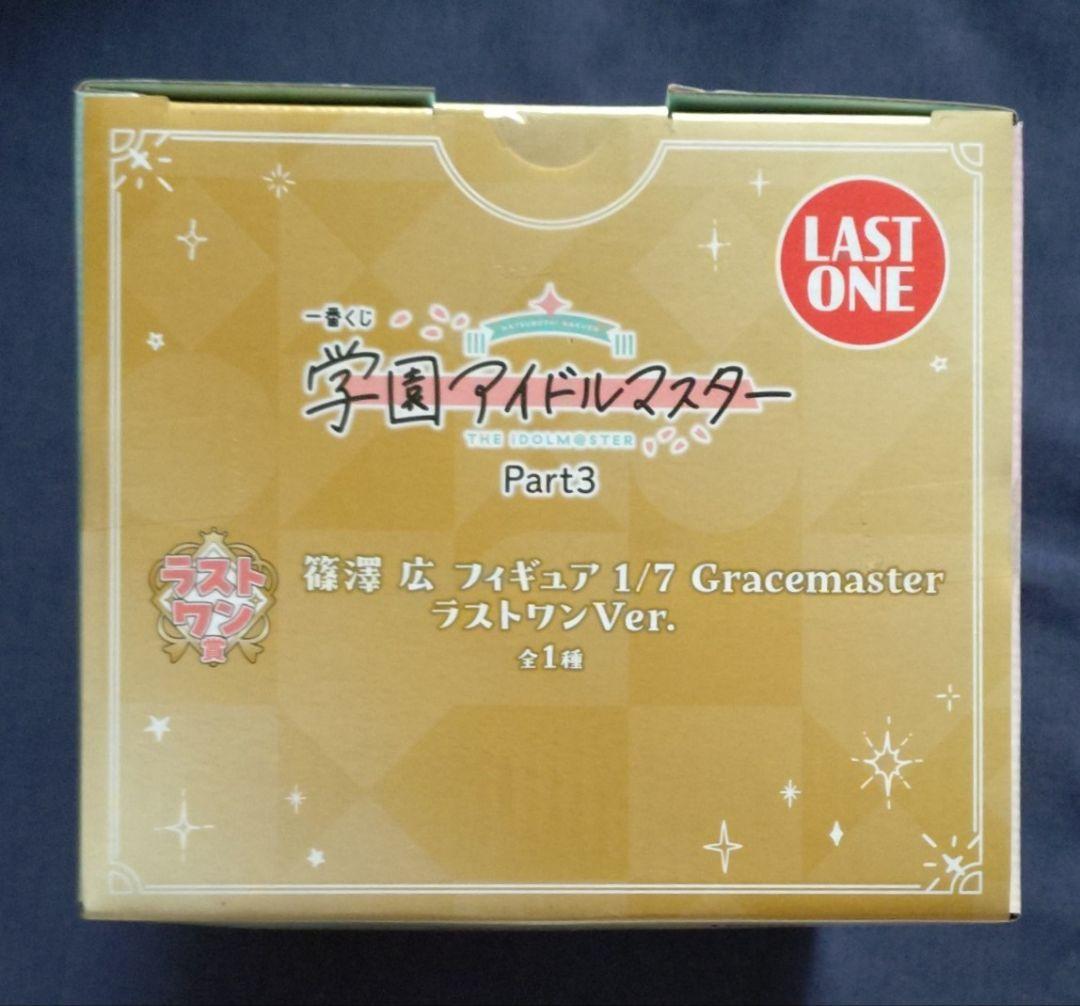 LAST
ONE
一番くじ
HATSUBOSHI GAKUEN
学園アイドルマスター
THE IDOLM@STER
Part3
ラスト
ワン
賞
篠澤 広 フィギュア 1/7 Gracemaster
ラストワンVer.
全1種